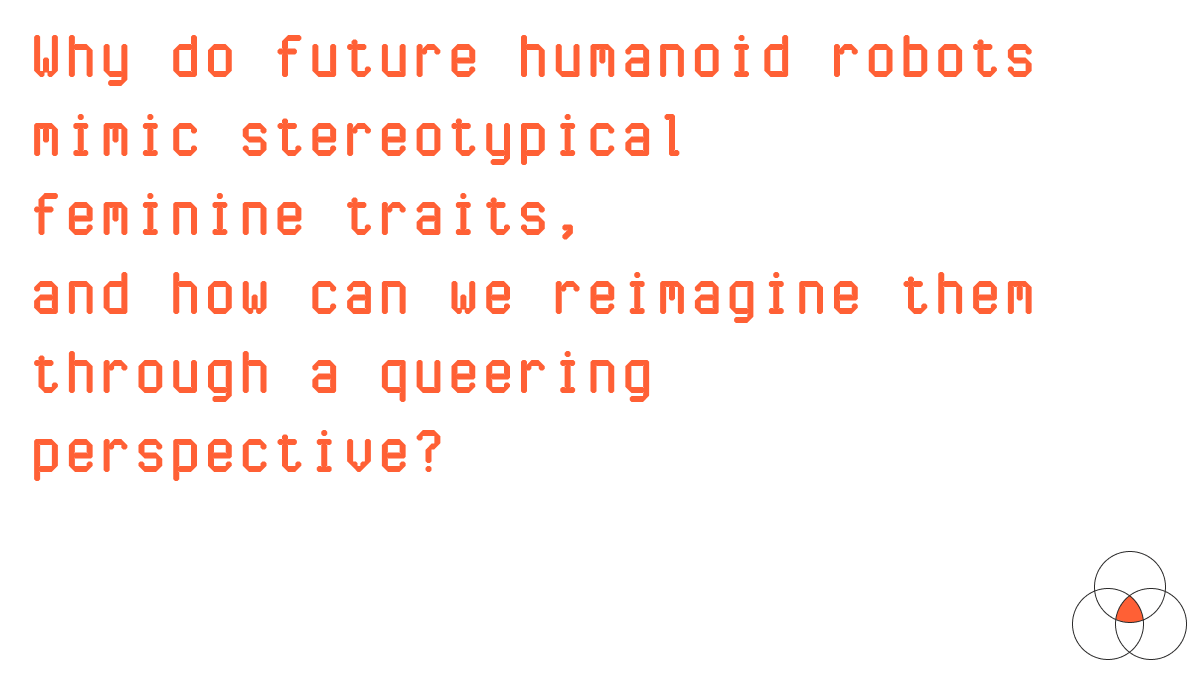 Why do future humanoid robots
mimic stereotypical
feminine traits,
and how can we reimagine them
through a queering
perspective?